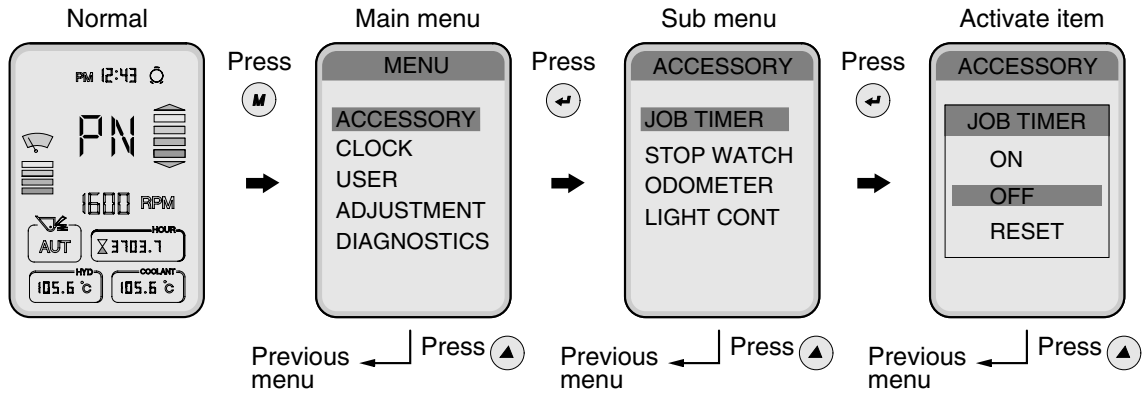 Normal
PM 12:43
PN
1600 RPM
AUT
HOUR
3703.7
HYD
105.6 ℃
COOLANT
105.6 ℃
Press
M
Main menu
MENU
ACCESSORY
CLOCK
USER
ADJUSTMENT
DIAGNOSTICS
Previous menu
Press
Press
Sub menu
ACCESSORY
JOB TIMER
STOP WATCH
ODOMETER
LIGHT CONT
Previous
menu
Press
Press
Activate item
ACCESSORY
JOB TIMER
ON
OFF
RESET
Previous
menu
Press